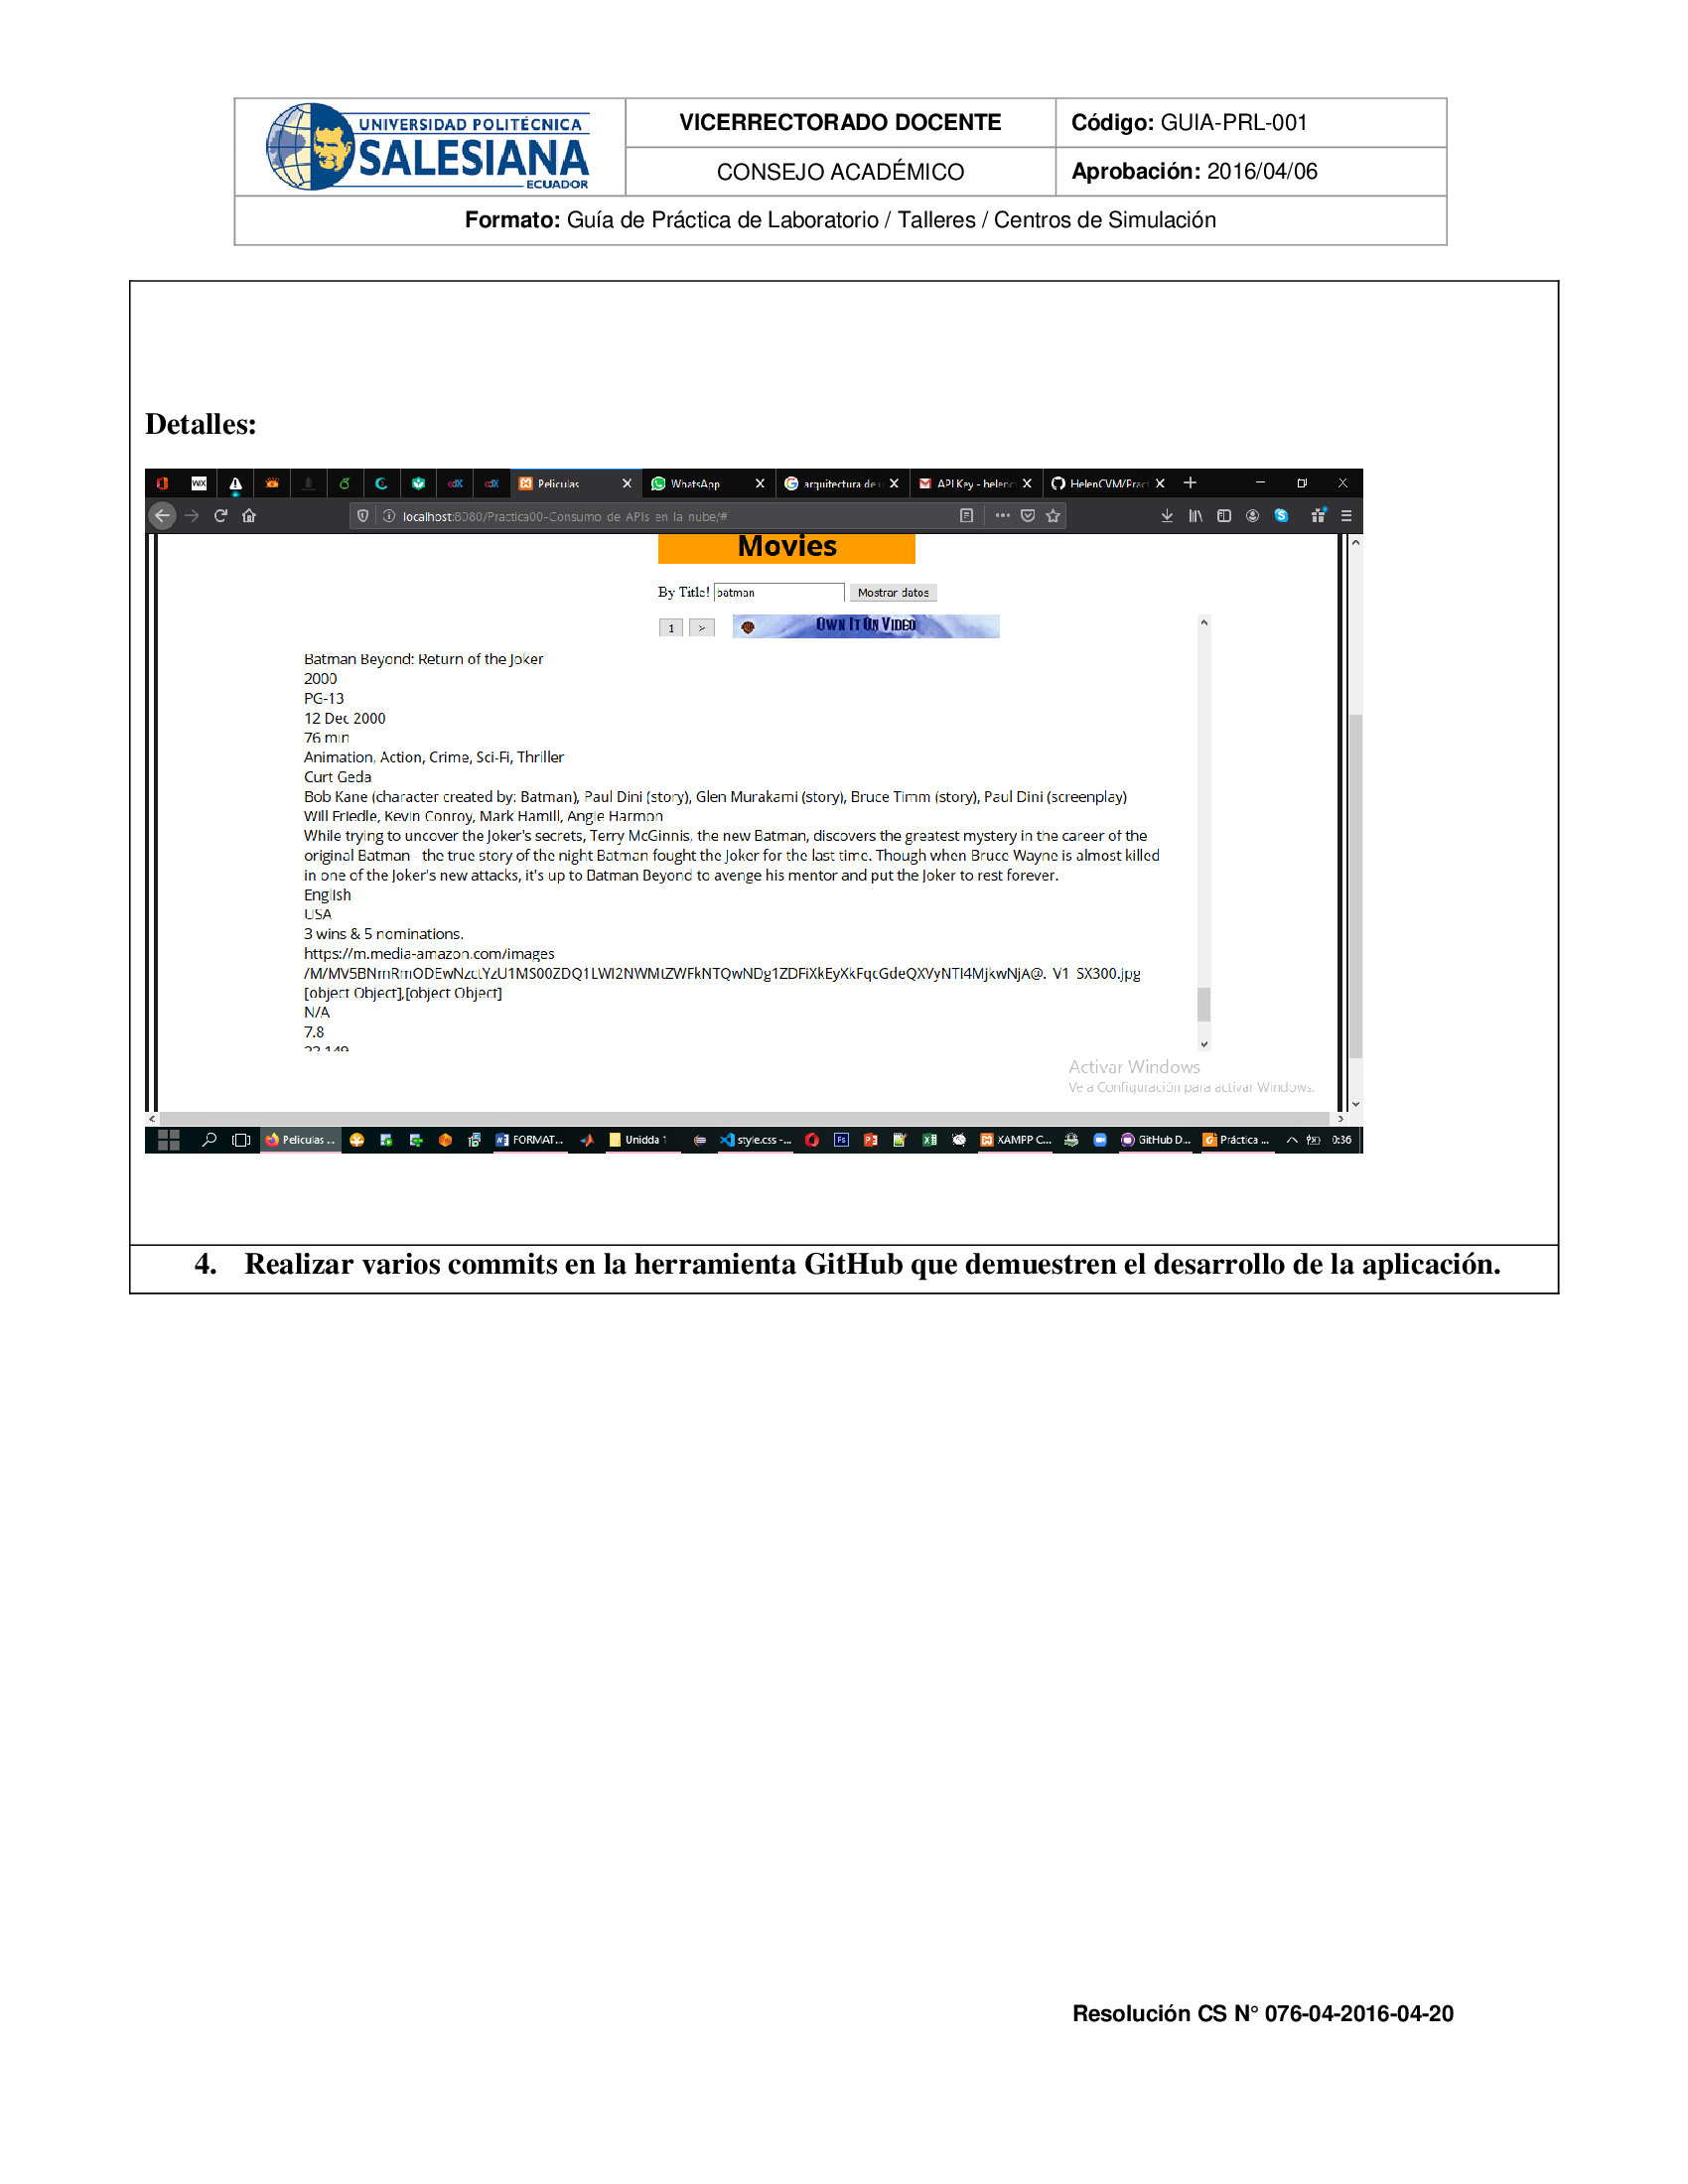 UNIVERSIDAD POLITÉCNICA
SALESIANA
ECUADOR
VICERRECTORADO DOCENTE
CONSEJO ACADÉMICO
Código: GUIA-PRL-001
Aprobación: 2016/04/06
Formato: Guía de Práctica de Laboratorio / Talleres / Centros de Simulación
Detalles:
Peliculas
WhatsApp
arquitectura de
API Key - helenc
HelenCVM/Prac
localhost:8080/Practica00-Consumo de APIs en la nube/#
Movies
By Title! batman Mostrar datos
1 > OWN IT ON VIDEO
Batman Beyond: Return of the Joker
2000
PG-13
12 Dec 2000
76 min
Animation, Action, Crime, Sci-Fi, Thriller
Curt Geda
Bob Kane (character created by: Batman), Paul Dini (story), Glen Murakami (story), Bruce Timm (story), Paul Dini (screenplay)
Will Friedle, Kevin Conroy, Mark Hamill, Angie Harmon
While trying to uncover the Joker's secrets, Terry McGinnis, the new Batman, discovers the greatest mystery in the career of the
original Batman - the true story of the night Batman fought the Joker for the last time. Though when Bruce Wayne is almost killed
in one of the Joker's new attacks, it's up to Batman Beyond to avenge his mentor and put the Joker to rest forever.
English
USA
3 wins & 5 nominations.
https://m.media-amazon.com/images
[object Object],[object Object]
N/A
7.8
Activar Windows
Ve a Configuración para activar Windows.
Peliculas ... FORMAT... Unidda 1 style.css -... XAMPP C... GitHub D... Práctica ... 0:36
4. Realizar varios commits en la herramienta GitHub que demuestren el desarrollo de la aplicación.
Resolución CS N° 076-04-2016-04-20